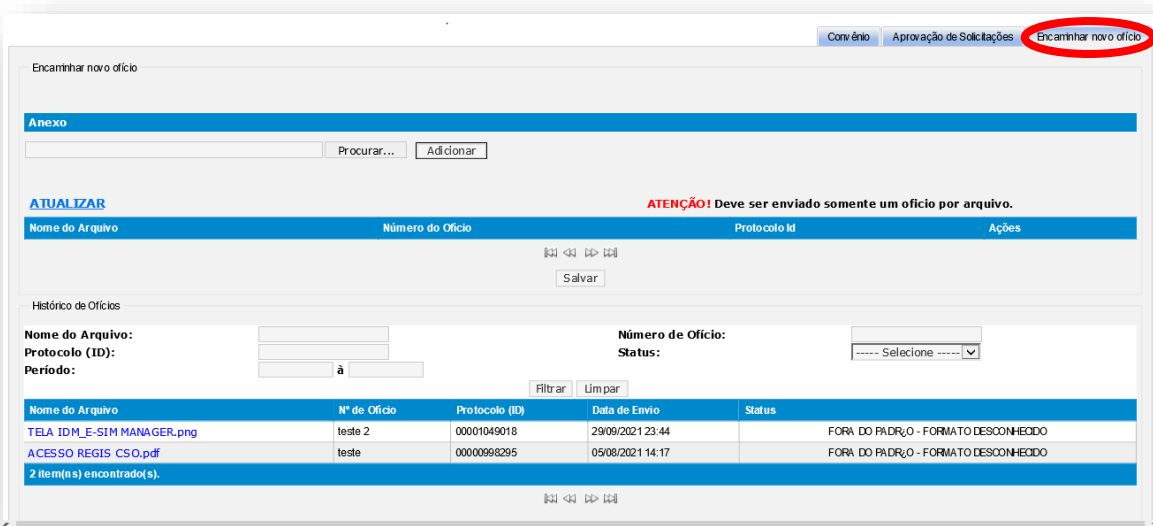 Convênio Aprovação de Solicitações Encaminhar novo ofício
Encaminhar novo ofício
Anexo
Procurar... Adicionar
ATUALIZAR ATENÇÃO! Deve ser enviado somente um oficio por arquivo.
Nome do Arquivo Número do Ofício Protocolo Id Ações
Salvar
Histórico de Ofícios
Nome do Arquivo: Número de Ofício:
Protocolo (ID): Status: ----- Selecione -----
Período: à
Filtrar Limpar
Nome do Arquivo N° de Ofício Protocolo (ID) Data de Envio Status
TELA IDM_E-SIM MANAGER.png teste 2 00001049018 29/09/2021 23:44 FORA DO PADR¿O - FORMATO DESCONHECIDO
ACESSO REGIS CSO.pdf teste 00000998295 05/08/2021 14:17 FORA DO PADR¿O - FORMATO DESCONHECIDO
2 item(ns) encontrado(s).